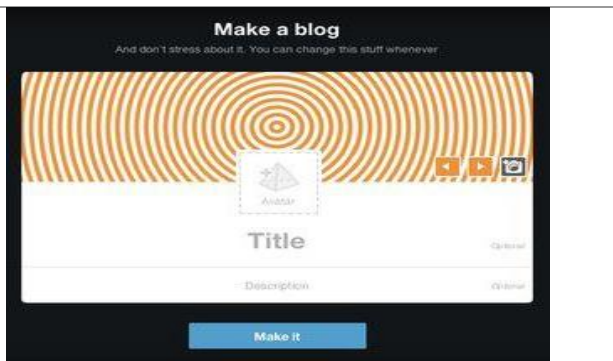 Make a blog
And don't stress about it. You can change this stuff whenever
Avatar
Title
Optional
Description
Optional
Make it